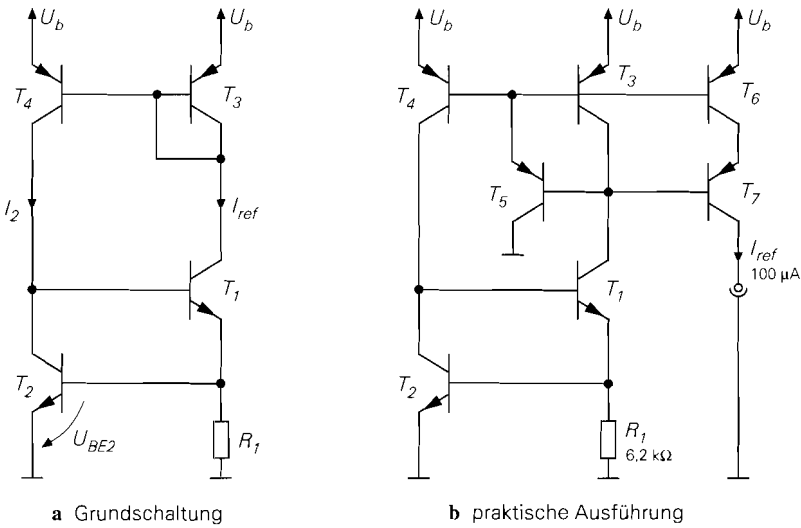 U_b
U_b
T_4
T_3
I_2
I_ref
T_1
T_2
U_BE2
R_1
a Grundschaltung
U_b
U_b
U_b
T_4
T_3
T_6
T_5
T_7
I_ref
100 µA
T_1
T_2
R_1
6,2 kΩ
b praktische Ausführung